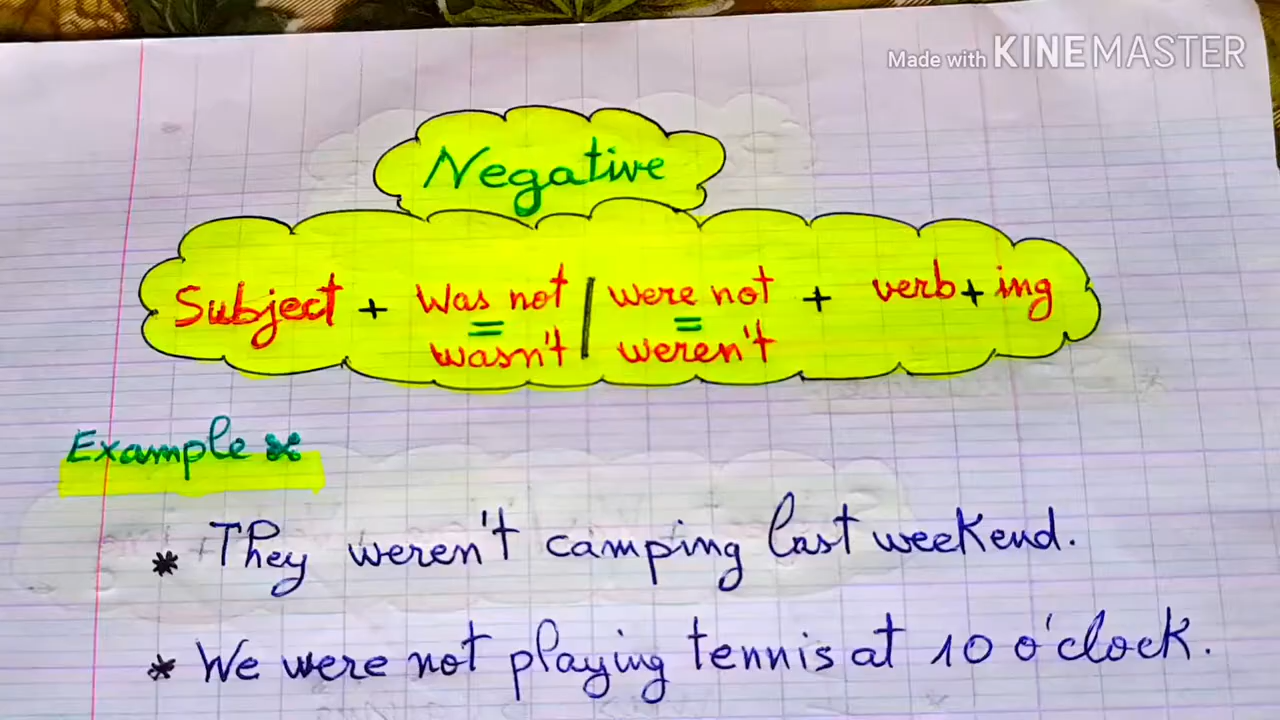 Made with KINEMASTER
Negative
Subject + Was not / were not + verb + ing
= =
wasn't weren't
Example :
* They weren't camping last weekend.
* We were not playing tennis at 10 o'clock.